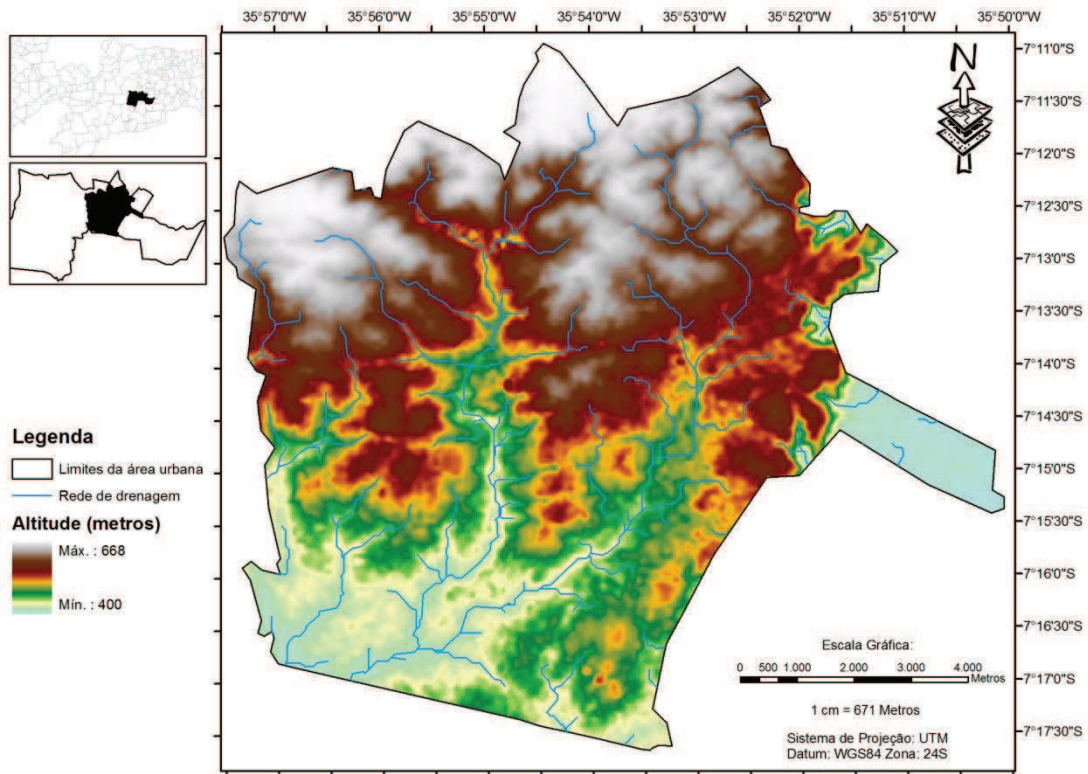 35°57'0"W 35°56'0"W 35°55'0"W 35°54'0"W 35°53'0"W 35°52'0"W 35°51'0"W 35°50'0"W
N
7°11'0"S
7°11'30"S
7°12'0"S
7°12'30"S
7°13'0"S
7°13'30"S
7°14'0"S
7°14'30"S
7°15'0"S
7°15'30"S
7°16'0"S
7°16'30"S
7°17'0"S
7°17'30"S
Legenda
Limites da área urbana
Rede de drenagem
Altitude (metros)
Máx. : 668
Mín. : 400
Escala Gráfica:
0 500 1.000 2.000 3.000 4.000
Metros
1 cm = 671 Metros
Sistema de Projeção: UTM
Datum: WGS84 Zona: 24S